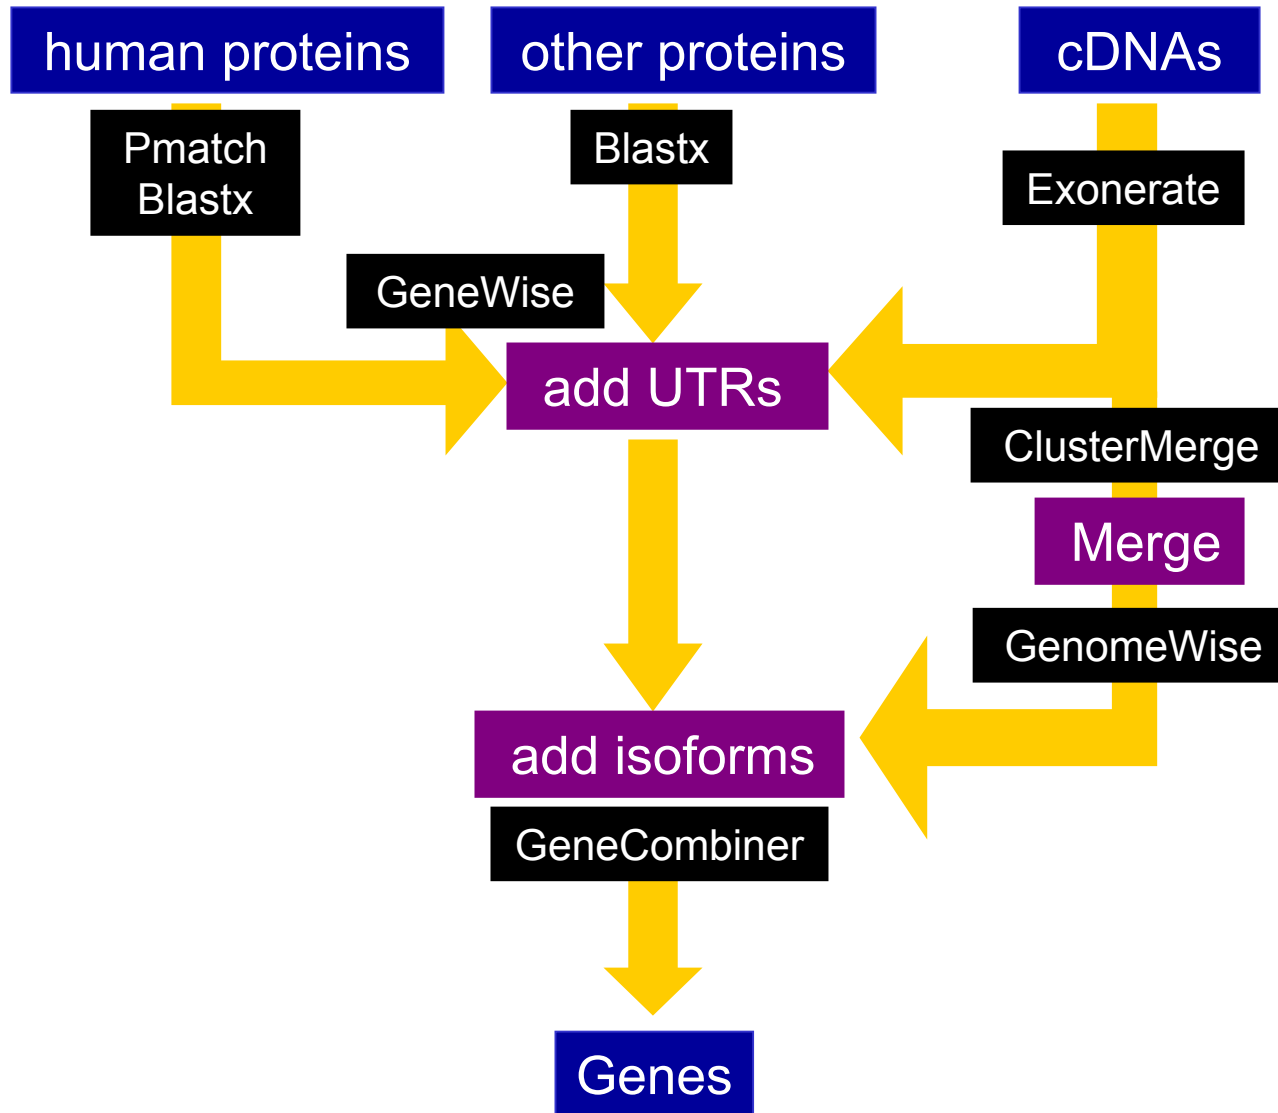 human proteins
other proteins
cDNAs
Pmatch
Blastx
Blastx
Exonerate
GeneWise
add UTRs
ClusterMerge
Merge
GenomeWise
add isoforms
GeneCombiner
Genes